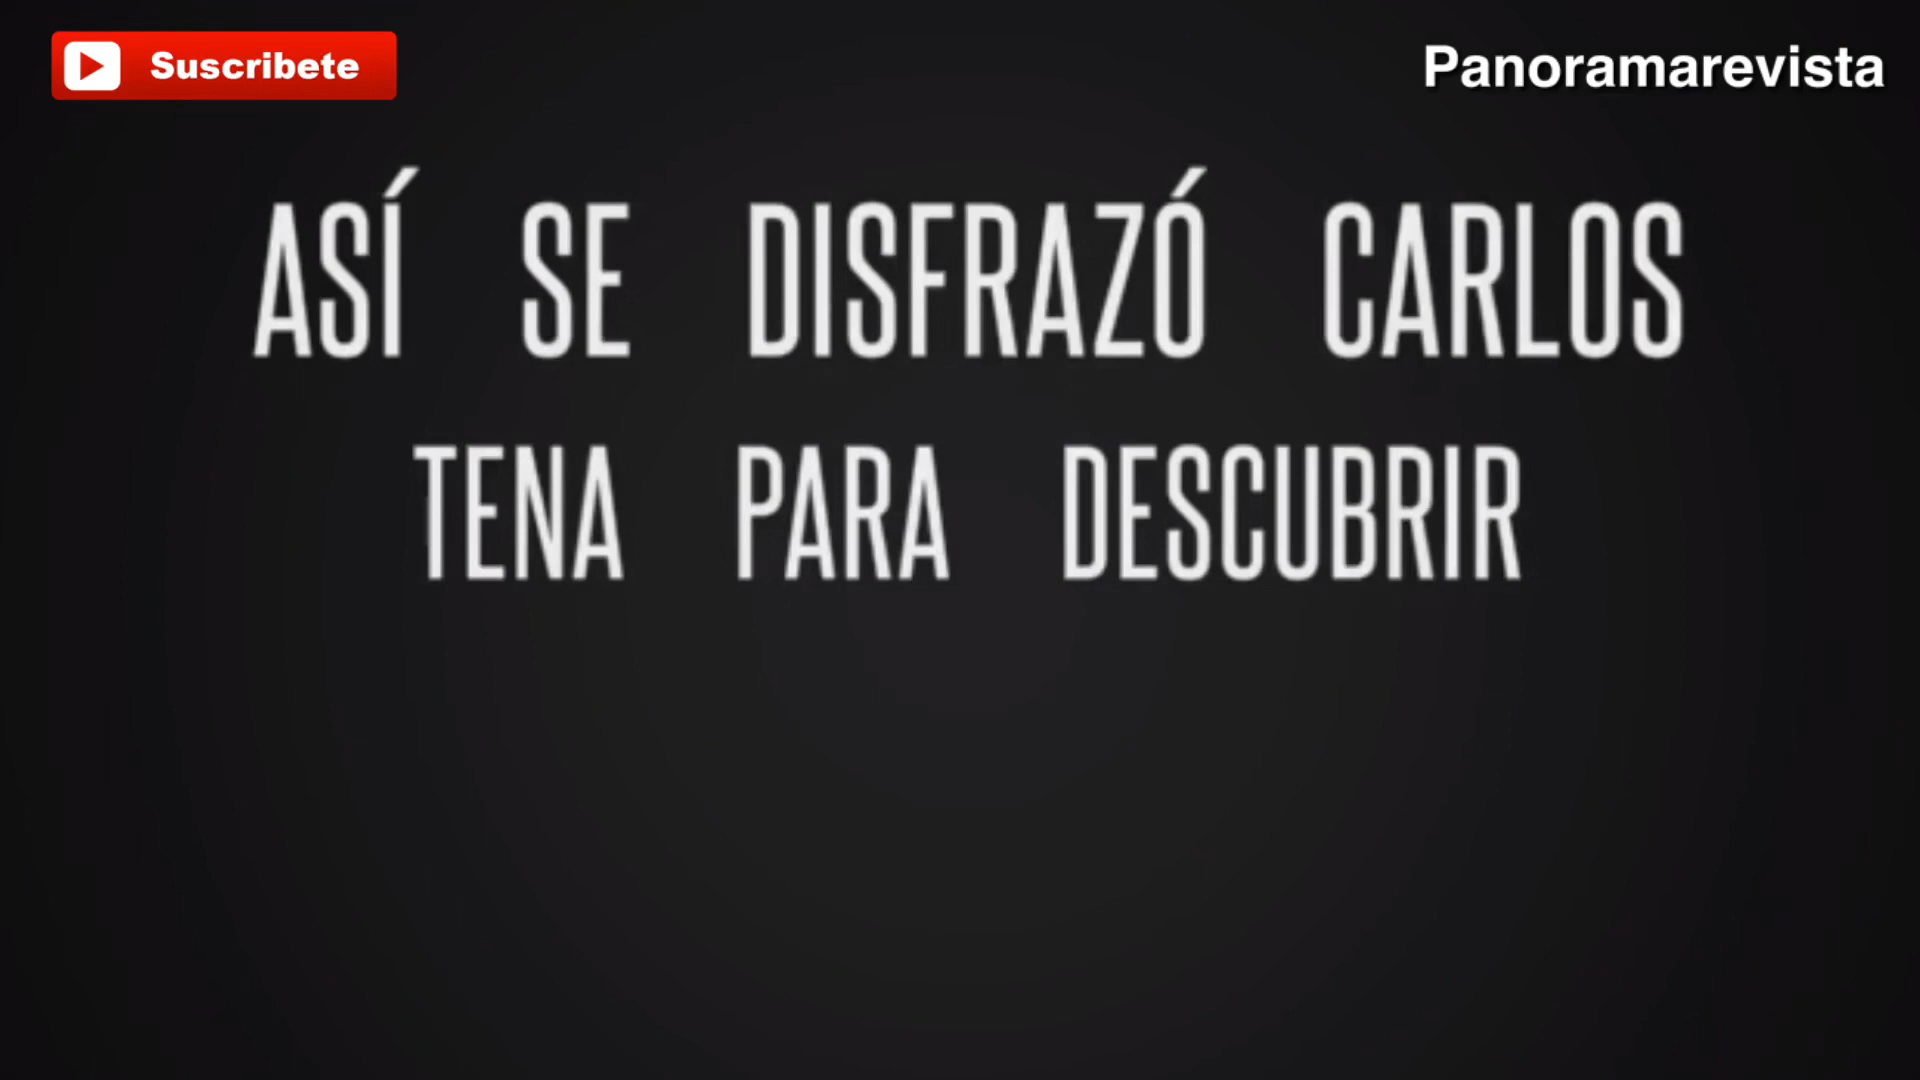 Suscribete
Panoramarevista
ASÍ SE DISFRAZÓ CARLOS
TENA PARA DESCUBRIR